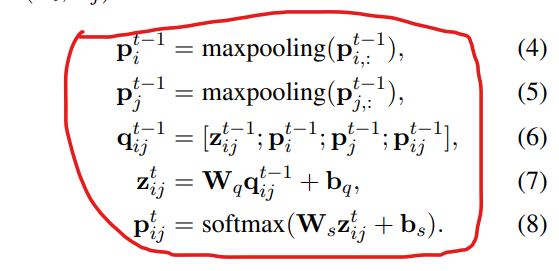 p_i^{t-1} = maxpooling(p_{i,:}^{t-1}), (4)
p_j^{t-1} = maxpooling(p_{j,:}^{t-1}), (5)
q_{ij}^{t-1} = [z_{ij}^{t-1}; p_i^{t-1}; p_j^{t-1}; p_{ij}^{t-1}], (6)
z_{ij}^t = W_q q_{ij}^{t-1} + b_q, (7)
p_{ij}^t = softmax(W_s z_{ij}^t + b_s). (8)